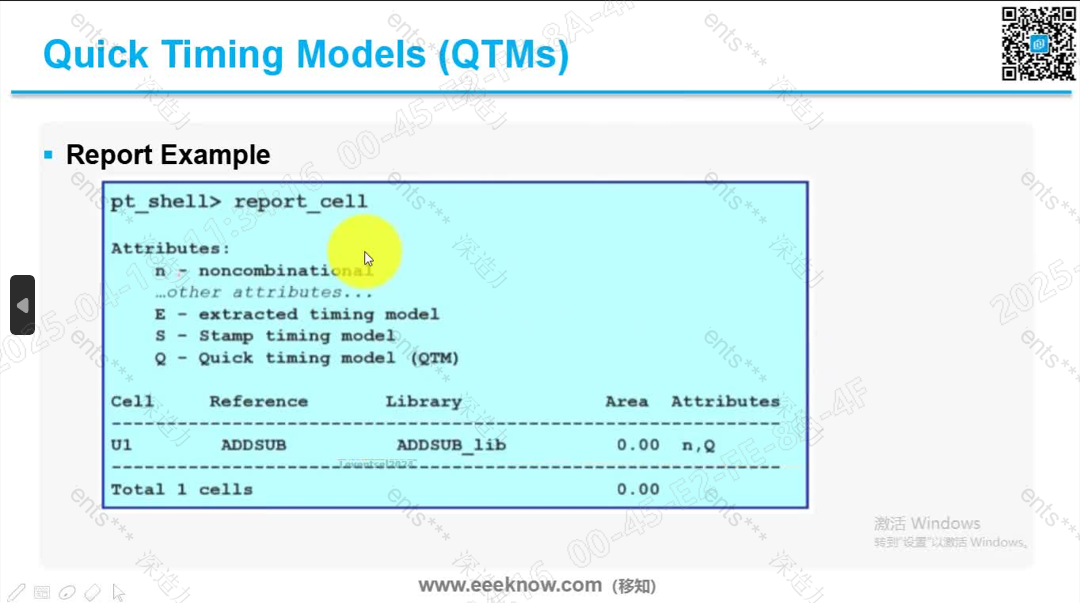 Quick Timing Models (QTMs)
Report Example
pt_shell> report_cell
Attributes:
n - noncombinational
…other attributes...
E - extracted timing model
S - Stamp timing model
Q - Quick timing model (QTM)
Cell Reference Library Area Attributes
U1 ADDSUB ADDSUB_lib 0.00 n,Q
Total 1 cells 0.00
激活 Windows
转到"设置"以激活 Windows。
www.eeeknow.com (移知)